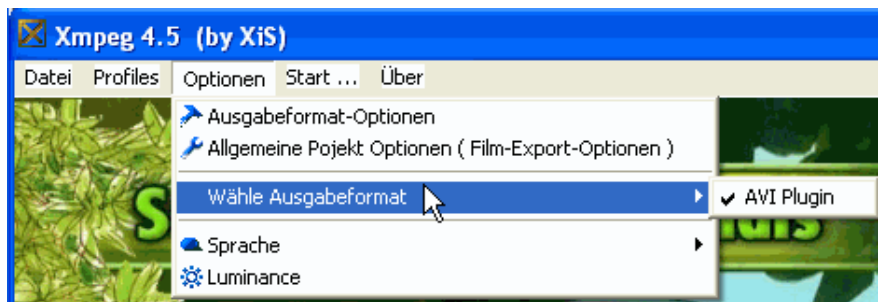 Xmpeg 4.5 (by XiS)
Datei Profiles Optionen Start ... Über
Ausgabeformat-Optionen
Allgemeine Pojekt Optionen ( Film-Export-Optionen )
Wähle Ausgabeformat
AVI Plugin
Sprache
Luminance